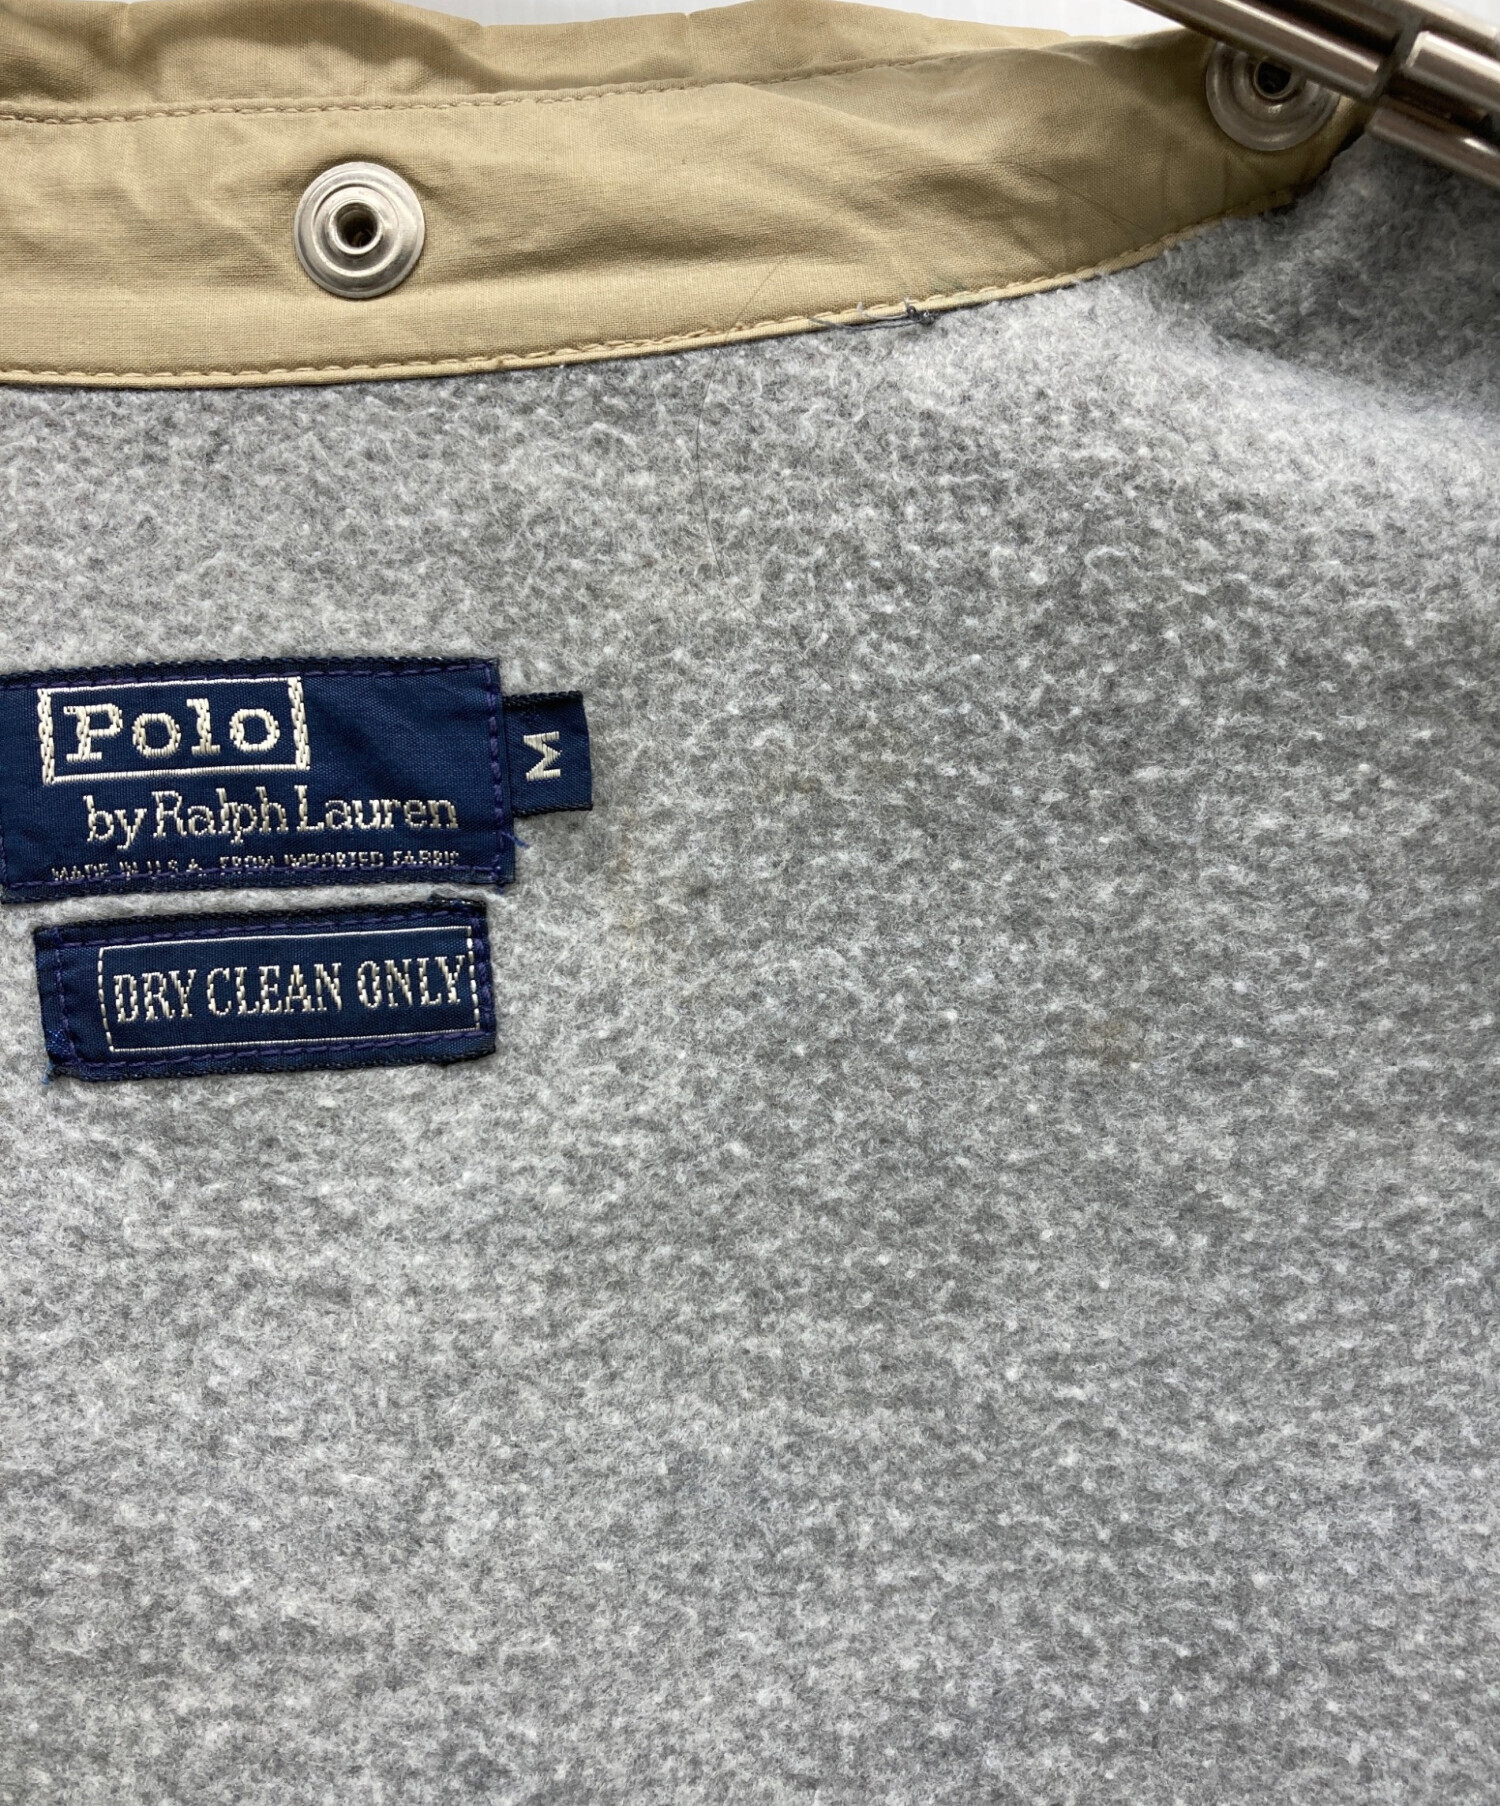 Polo
by Ralph Lauren
MADE IN U.S.A. FROM IMPORTED FABRIC
M
DRY CLEAN ONLY